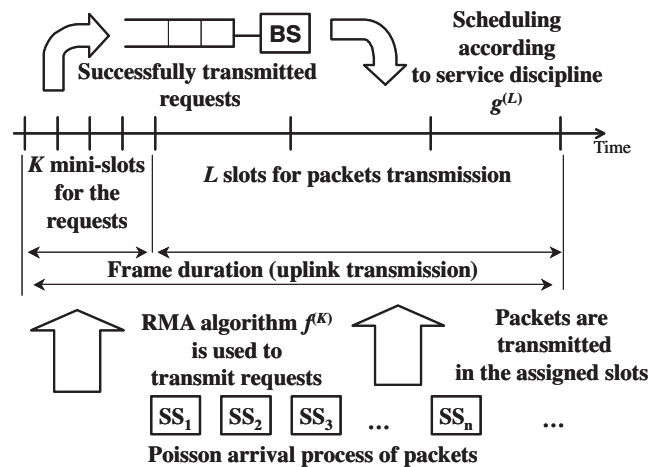 BS
Successfully transmitted
requests
Scheduling
according
to service discipline
g^(L)
Time
K mini-slots
for the
requests
L slots for packets transmission
Frame duration (uplink transmission)
RMA algorithm f^(K)
is used to
transmit requests
Packets are
transmitted
in the assigned slots
SS₁ SS₂ SS₃ ... SSₙ ...
Poisson arrival process of packets